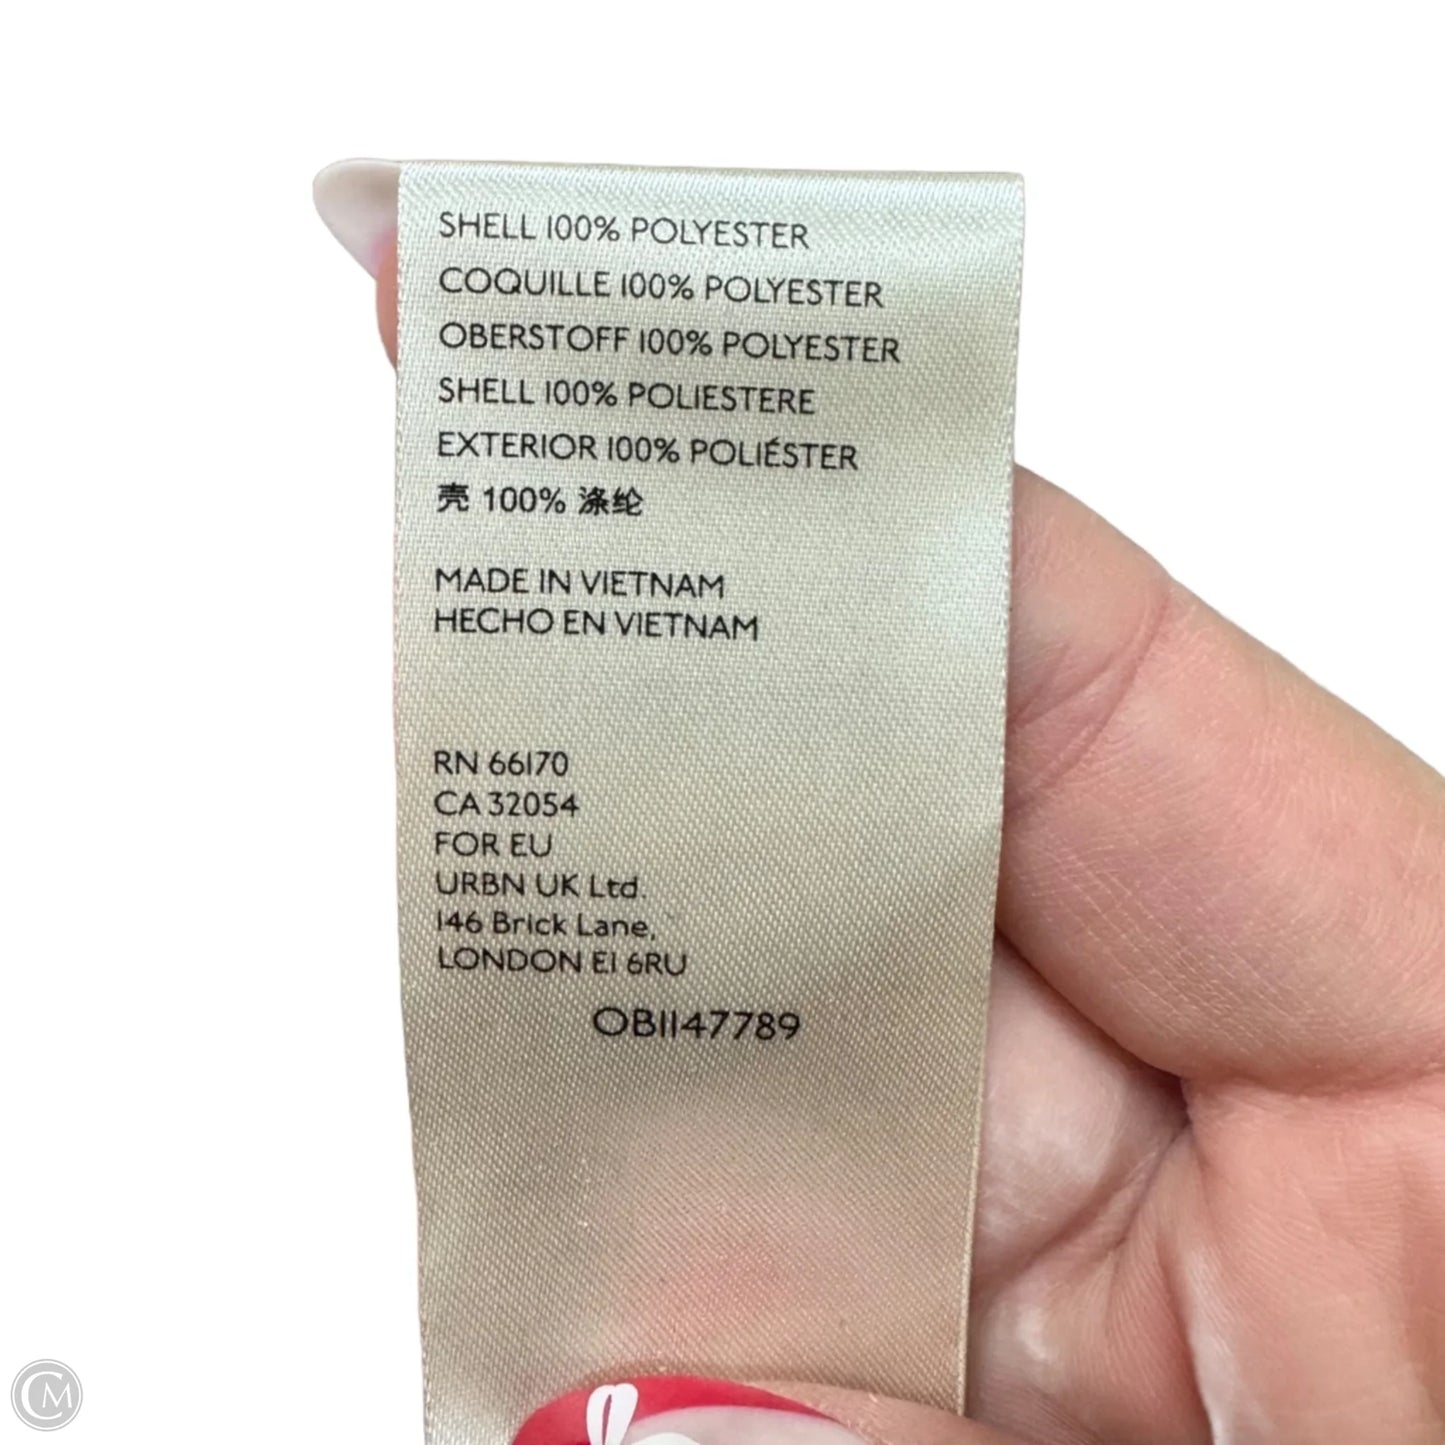 SHELL 100% POLYESTER
COQUILLE 100% POLYESTER
OBERSTOFF 100% POLYESTER
SHELL 100% POLIESTERE
EXTERIOR 100% POLIÉSTER
壳 100% 涤纶
MADE IN VIETNAM
HECHO EN VIETNAM
RN 66170
CA 32054
FOR EU
URBN UK Ltd.
146 Brick Lane,
LONDON E1 6RU
OB1147789
CM